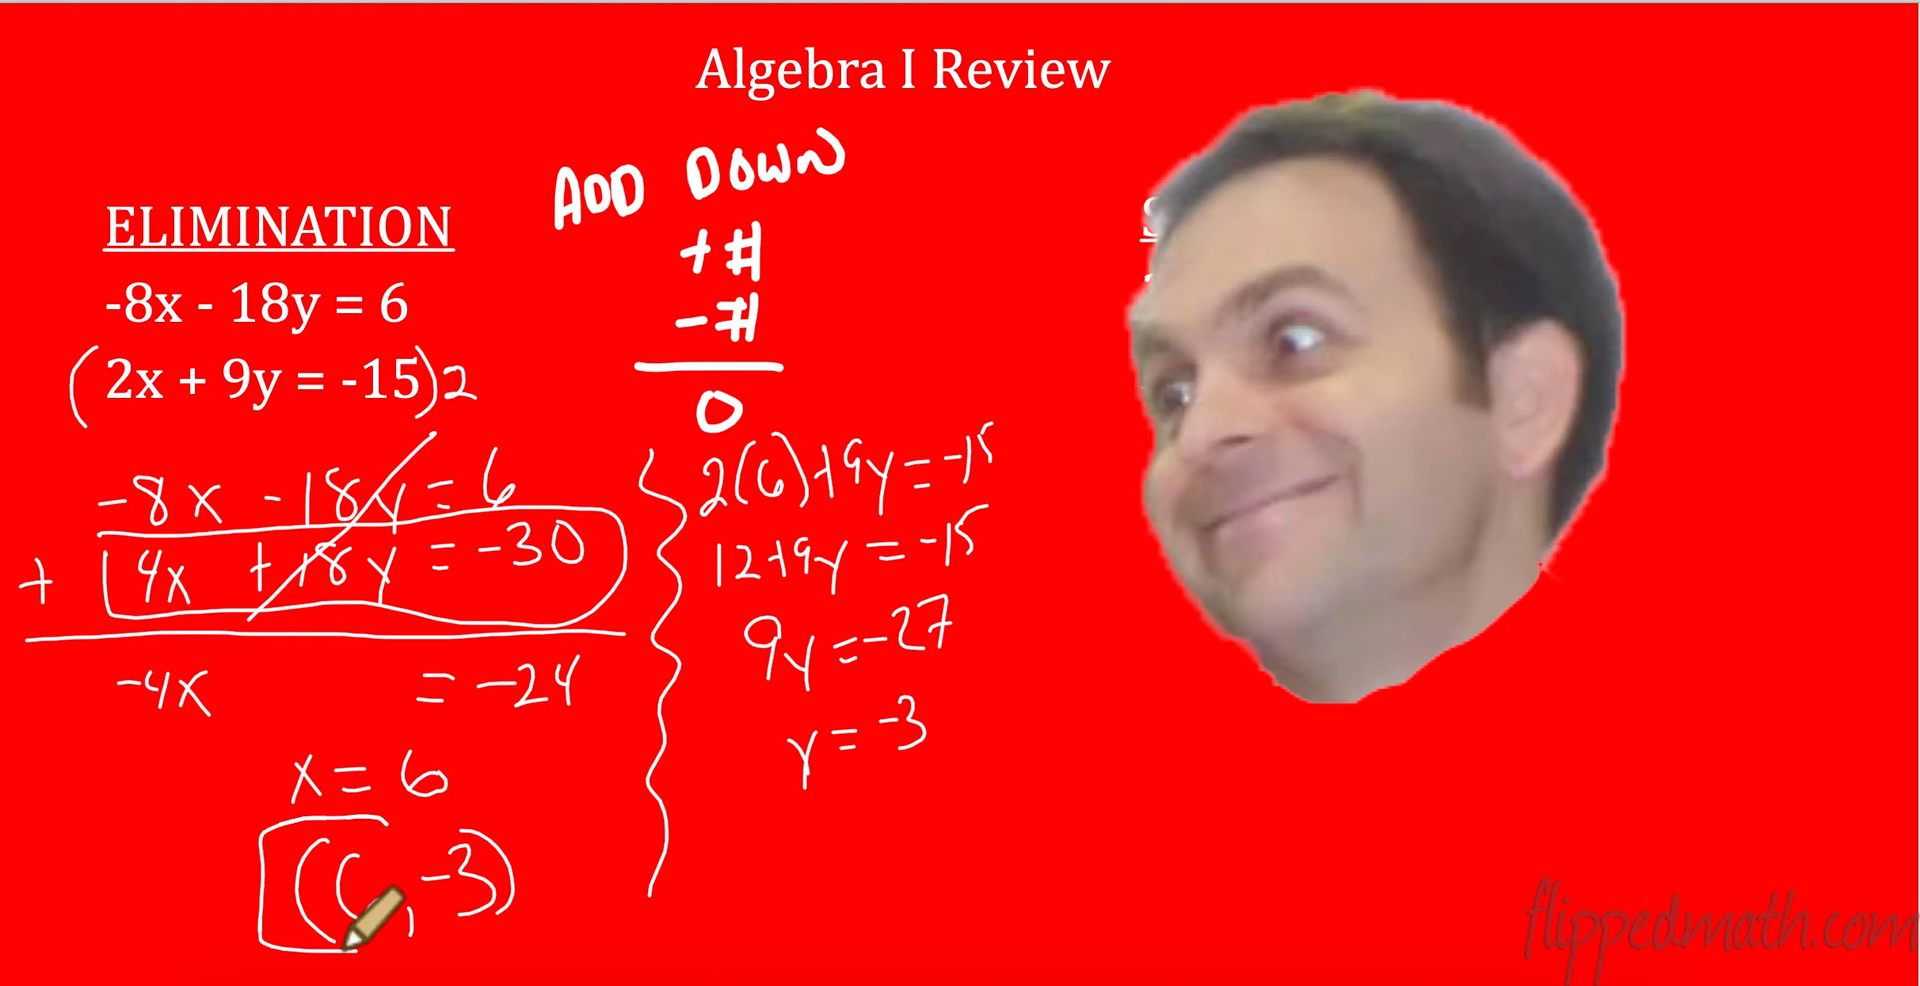 Algebra I Review
ADD DOWN
+#
-#
0
ELIMINATION
-8x - 18y = 6
(2x + 9y = -15)2
-8x -18y = 6
+ 4x +18y = -30
-4x = -24
x = 6
( , -3)
2(6)+9y = -15
12+9y = -15
9y = -27
y = -3
flippedmath.com